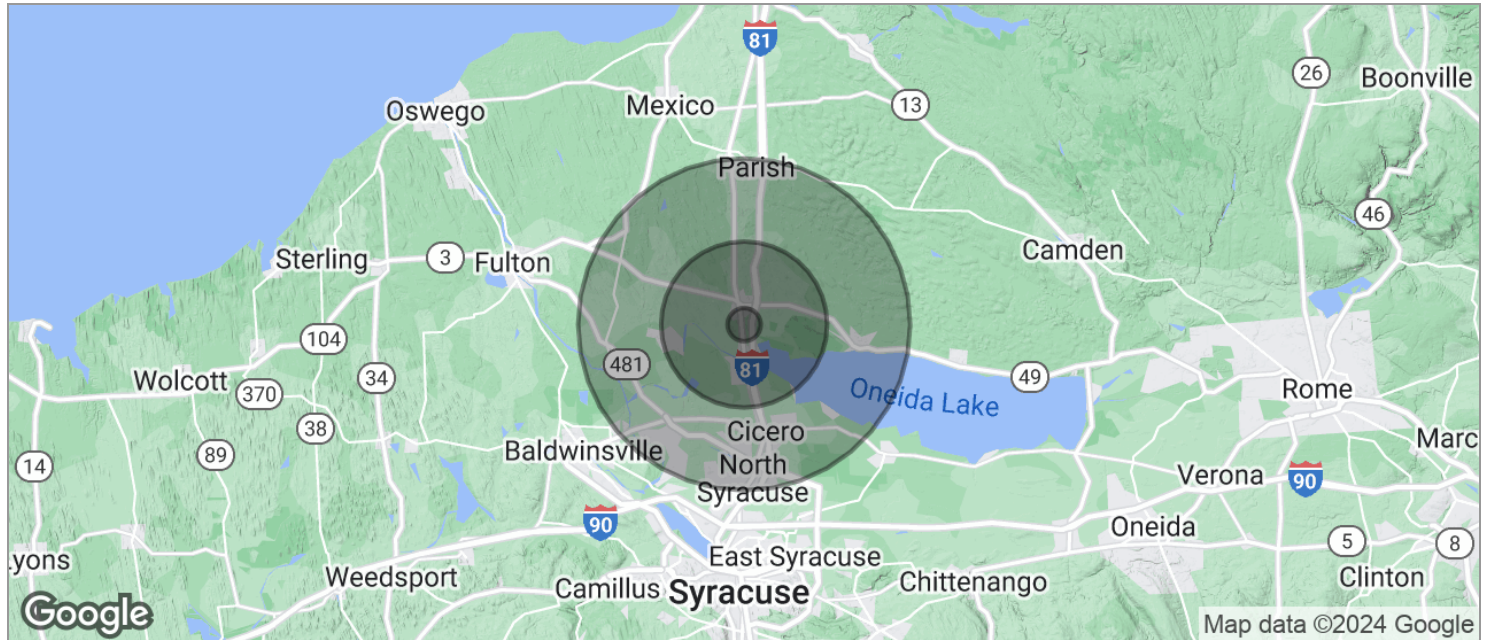 81
26
Boonville
Oswego
Mexico
13
Parish
46
Camden
Sterling
3
Fulton
104
481
81
49
Wolcott
370
34
Oneida Lake
Rome
38
Cicero
Marc
14
89
Baldwinsville
North
Syracuse
Verona
90
90
Oneida
5
8
Lyons
East Syracuse
Weedsport
Camillus
Syracuse
Chittenango
Clinton
Google
Map data ©2024 Google